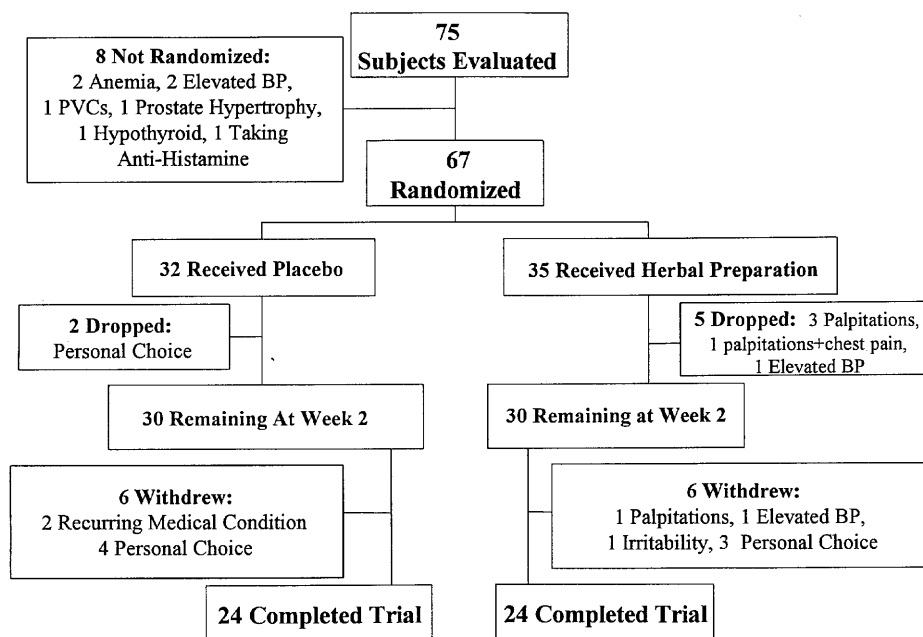 75
Subjects Evaluated
8 Not Randomized:
2 Anemia, 2 Elevated BP,
1 PVCs, 1 Prostate Hypertrophy,
1 Hypothyroid, 1 Taking
Anti-Histamine
67
Randomized
32 Received Placebo
35 Received Herbal Preparation
2 Dropped:
Personal Choice
5 Dropped: 3 Palpitations,
1 palpitations+chest pain,
1 Elevated BP
30 Remaining At Week 2
30 Remaining at Week 2
6 Withdrew:
2 Recurring Medical Condition
4 Personal Choice
6 Withdrew:
1 Palpitations, 1 Elevated BP,
1 Irritability, 3 Personal Choice
24 Completed Trial
24 Completed Trial